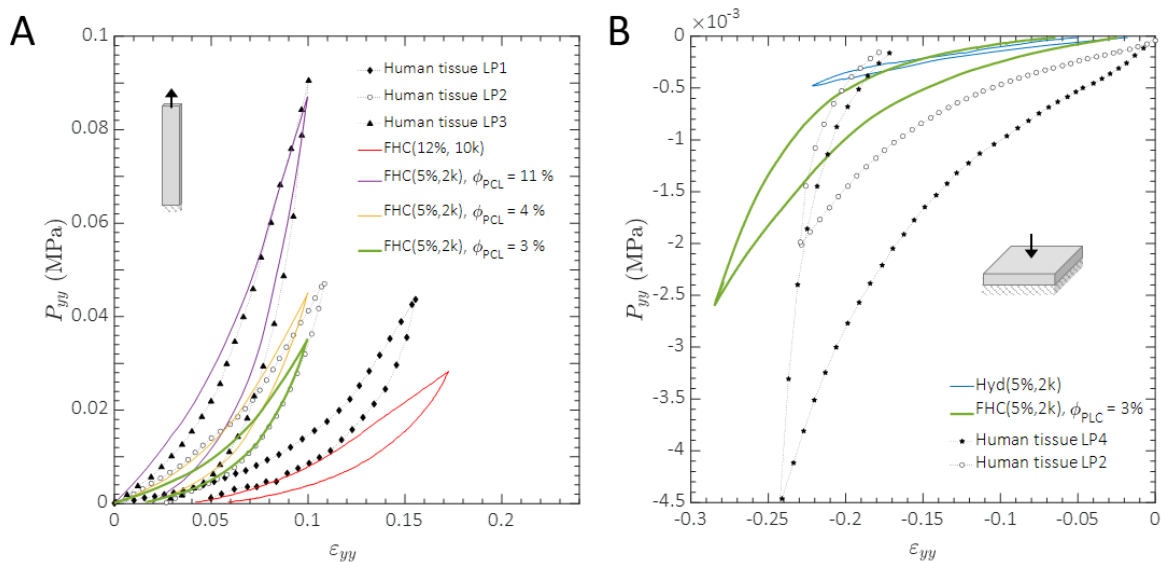 A
0.1
0.08
0.06
0.04
0.02
0
P_yy (MPa)
0
0.05
0.1
0.15
0.2
ε_yy
Human tissue LP1
Human tissue LP2
Human tissue LP3
FHC(12%, 10k)
FHC(5%,2k), ϕ_PCL = 11 %
FHC(5%,2k), ϕ_PCL = 4 %
FHC(5%,2k), ϕ_PCL = 3 %
B
×10⁻³
0
-0.5
-1
-1.5
-2
-2.5
-3
-3.5
-4
-4.5
P_yy (MPa)
-0.3
-0.25
-0.2
-0.15
-0.1
-0.05
0
ε_yy
Hyd(5%,2k)
FHC(5%,2k), ϕ_PLC = 3%
Human tissue LP4
Human tissue LP2